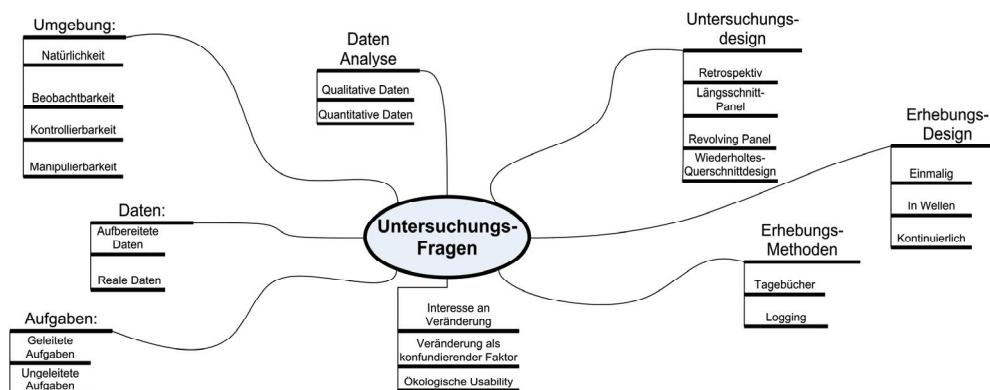 Umgebung:
Natürlichkeit
Beobachtbarkeit
Kontrollierbarkeit
Manipulierbarkeit
Daten
Analyse
Qualitative Daten
Quantitative Daten
Untersuchungs-
design
Retrospektiv
Längsschnitt-
Panel
Revolving Panel
Wiederholtes-
Querschnittdesign
Erhebungs-
Design
Einmalig
In Wellen
Kontinuierlich
Daten:
Aufbereitete
Daten
Reale Daten
Untersuchungs-
Fragen
Erhebungs-
Methoden
Tagebücher
Logging
Aufgaben:
Geleitete
Aufgaben
Ungeleitete
Aufgaben
Interesse an
Veränderung
Veränderung als
konfundierender Faktor
Ökologische Usability